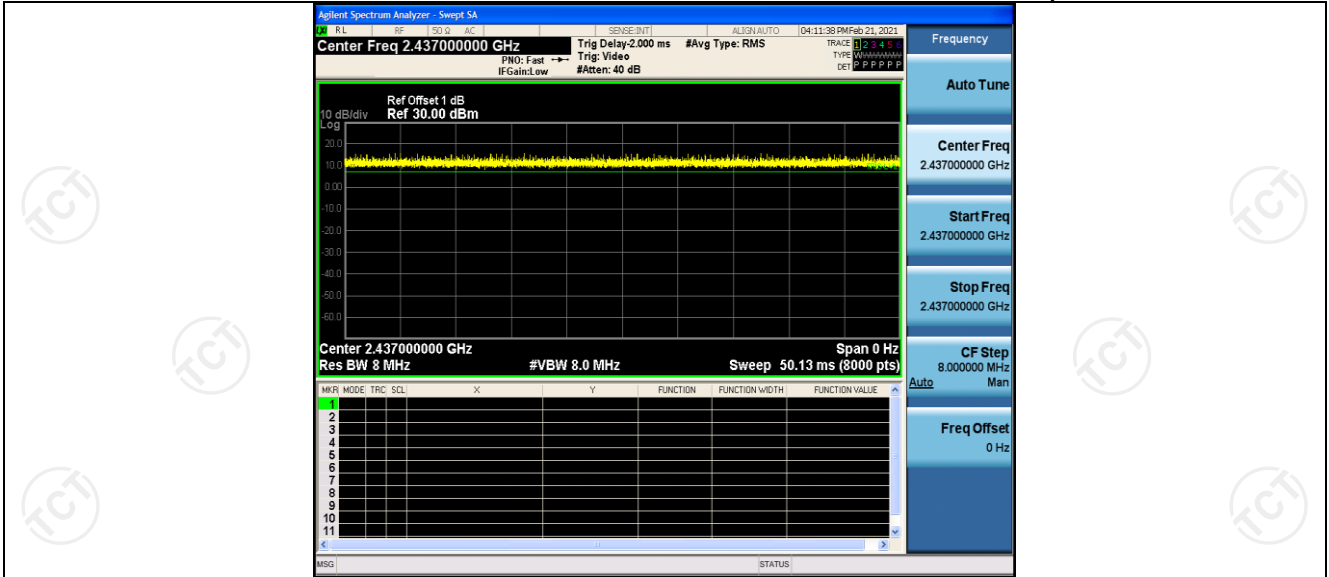 Agilent Spectrum Analyzer - Swept SA
RL RF 50 Ω AC SENSE:INT ALIGN AUTO 04:11:38 PM Feb 21, 2021
Center Freq 2.437000000 GHz
Trig Delay-2.000 ms #Avg Type: RMS
TRACE 1 2 3 4 5 6
PNO: Fast Trig: Video
TYPE WWWWWW
IFGain:Low #Atten: 40 dB
DET P P P P P P
Ref Offset 1 dB
10 dB/div Ref 30.00 dBm
Log
20.0
10.0
0.00
-10.0
-20.0
-30.0
-40.0
-50.0
-60.0
Center 2.437000000 GHz Span 0 Hz
Res BW 8 MHz #VBW 8.0 MHz Sweep 50.13 ms (8000 pts)
MKR MODE TRC SCL X Y FUNCTION FUNCTION WIDTH FUNCTION VALUE
1
2
3
4
5
6
7
8
9
10
11
MSG STATUS
Frequency
Auto Tune
Center Freq
2.437000000 GHz
Start Freq
2.437000000 GHz
Stop Freq
2.437000000 GHz
CF Step
8.000000 MHz
Auto Man
Freq Offset
0 Hz
TCT
TCT
TCT
TCT
TCT
TCT